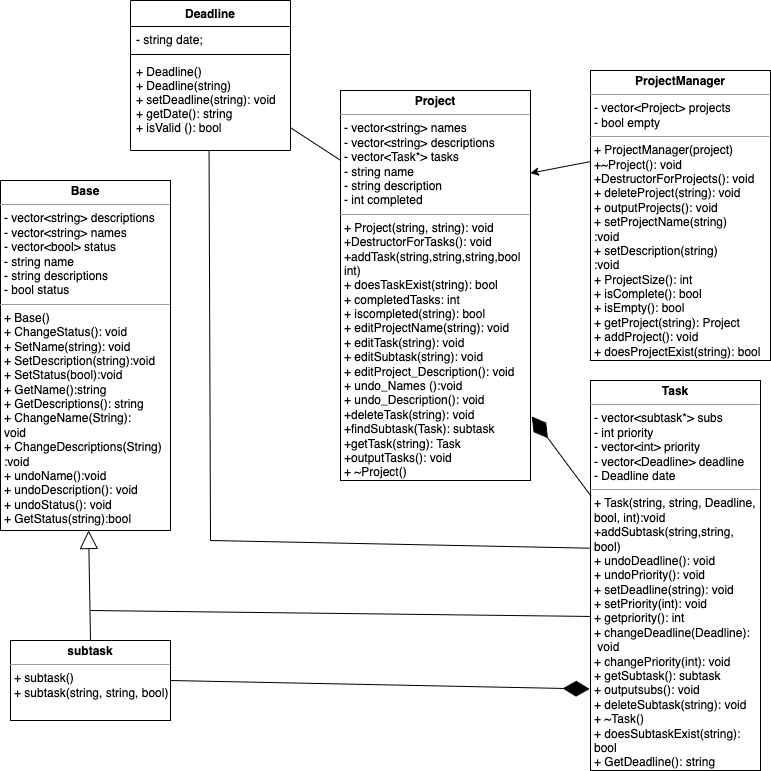 Deadline
- string date;
+ Deadline()
+ Deadline(string)
+ setDeadline(string): void
+ getDate(): string
+ isValid (): bool
Project
- vector<string> names
- vector<string> descriptions
- vector<Task*> tasks
- string name
- string description
- int completed
+ Project(string, string): void
+DestructorForTasks(): void
+addTask(string,string,string,bool
int)
+ doesTaskExist(string): bool
+ completedTasks: int
+ iscompleted(string): bool
+ editProjectName(string): void
+ editTask(string): void
+ editSubtask(string): void
+ editProject_Description(): void
+ undo_Names ():void
+ undo_Description(): void
+deleteTask(string): void
+findSubtask(Task): subtask
+getTask(string): Task
+outputTasks(): void
+ ~Project()
ProjectManager
- vector<Project> projects
- bool empty
+ ProjectManager(project)
+~Project(): void
+DestructorForProjects(): void
+ deleteProject(string): void
+ outputProjects(): void
+ setProjectName(string)
:void
+ setDescription(string)
:void
+ ProjectSize(): int
+ isComplete(): bool
+ isEmpty(): bool
+ getProject(string): Project
+ addProject(): void
+ doesProjectExist(string): bool
Base
- vector<string> descriptions
- vector<string> names
- vector<bool> status
- string name
- string descriptions
- bool status
+ Base()
+ ChangeStatus(): void
+ SetName(string): void
+ SetDescription(string):void
+ SetStatus(bool):void
+ GetName():string
+ GetDescriptions(): string
+ ChangeName(String):
void
+ ChangeDescriptions(String)
:void
+ undoName():void
+ undoDescription(): void
+ undoStatus(): void
+ GetStatus(string):bool
Task
- vector<subtask*> subs
- int priority
- vector<int> priority
- vector<Deadline> deadline
- Deadline date
+ Task(string, string, Deadline,
bool, int):void
+addSubtask(string,string,
bool)
+ undoDeadline(): void
+ undoPriority(): void
+ setDeadline(string): void
+ setPriority(int): void
+ getpriority(): int
+ changeDeadline(Deadline):
void
+ changePriority(int): void
+ getSubtask(): subtask
+ outputsubs(): void
+ deleteSubtask(string): void
+ ~Task()
+ doesSubtaskExist(string):
bool
+ GetDeadline(): string
subtask
+ subtask()
+ subtask(string, string, bool)